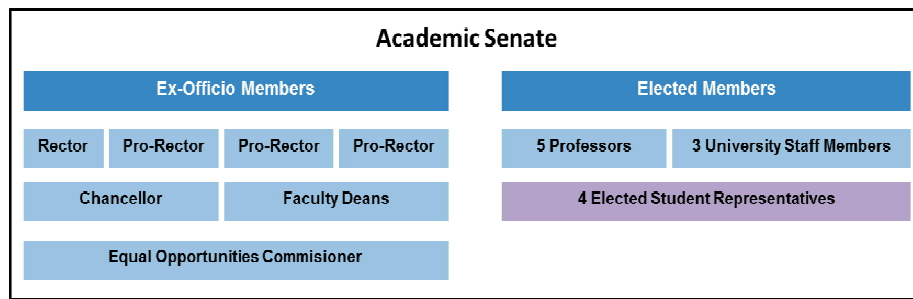 Academic Senate
Ex-Officio Members
Elected Members
Rector
Pro-Rector
Pro-Rector
Pro-Rector
5 Professors
3 University Staff Members
Chancellor
Faculty Deans
4 Elected Student Representatives
Equal Opportunities Commisioner